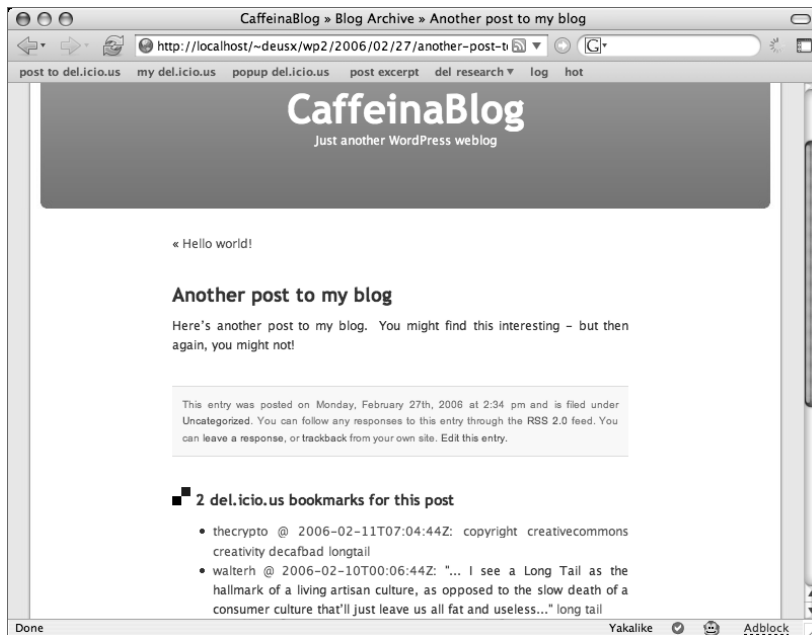 CaffeinaBlog » Blog Archive » Another post to my blog
http://localhost/~deusx/wp2/2006/02/27/another-post-t
G
post to del.icio.us my del.icio.us popup del.icio.us post excerpt del research log hot
CaffeinaBlog
Just another WordPress weblog
« Hello world!
Another post to my blog
Here's another post to my blog. You might find this interesting – but then
again, you might not!
This entry was posted on Monday, February 27th, 2006 at 2:34 pm and is filed under
Uncategorized. You can follow any responses to this entry through the RSS 2.0 feed. You
can leave a response, or trackback from your own site. Edit this entry.
2 del.icio.us bookmarks for this post
• thecrypto @ 2006-02-11T07:04:44Z: copyright creativecommons
creativity decafbad longtail
• walterh @ 2006-02-10T00:06:44Z: "... I see a Long Tail as the
hallmark of a living artisan culture, as opposed to the slow death of a
consumer culture that'll just leave us all fat and useless..." long tail
Done Yakalike Adblock